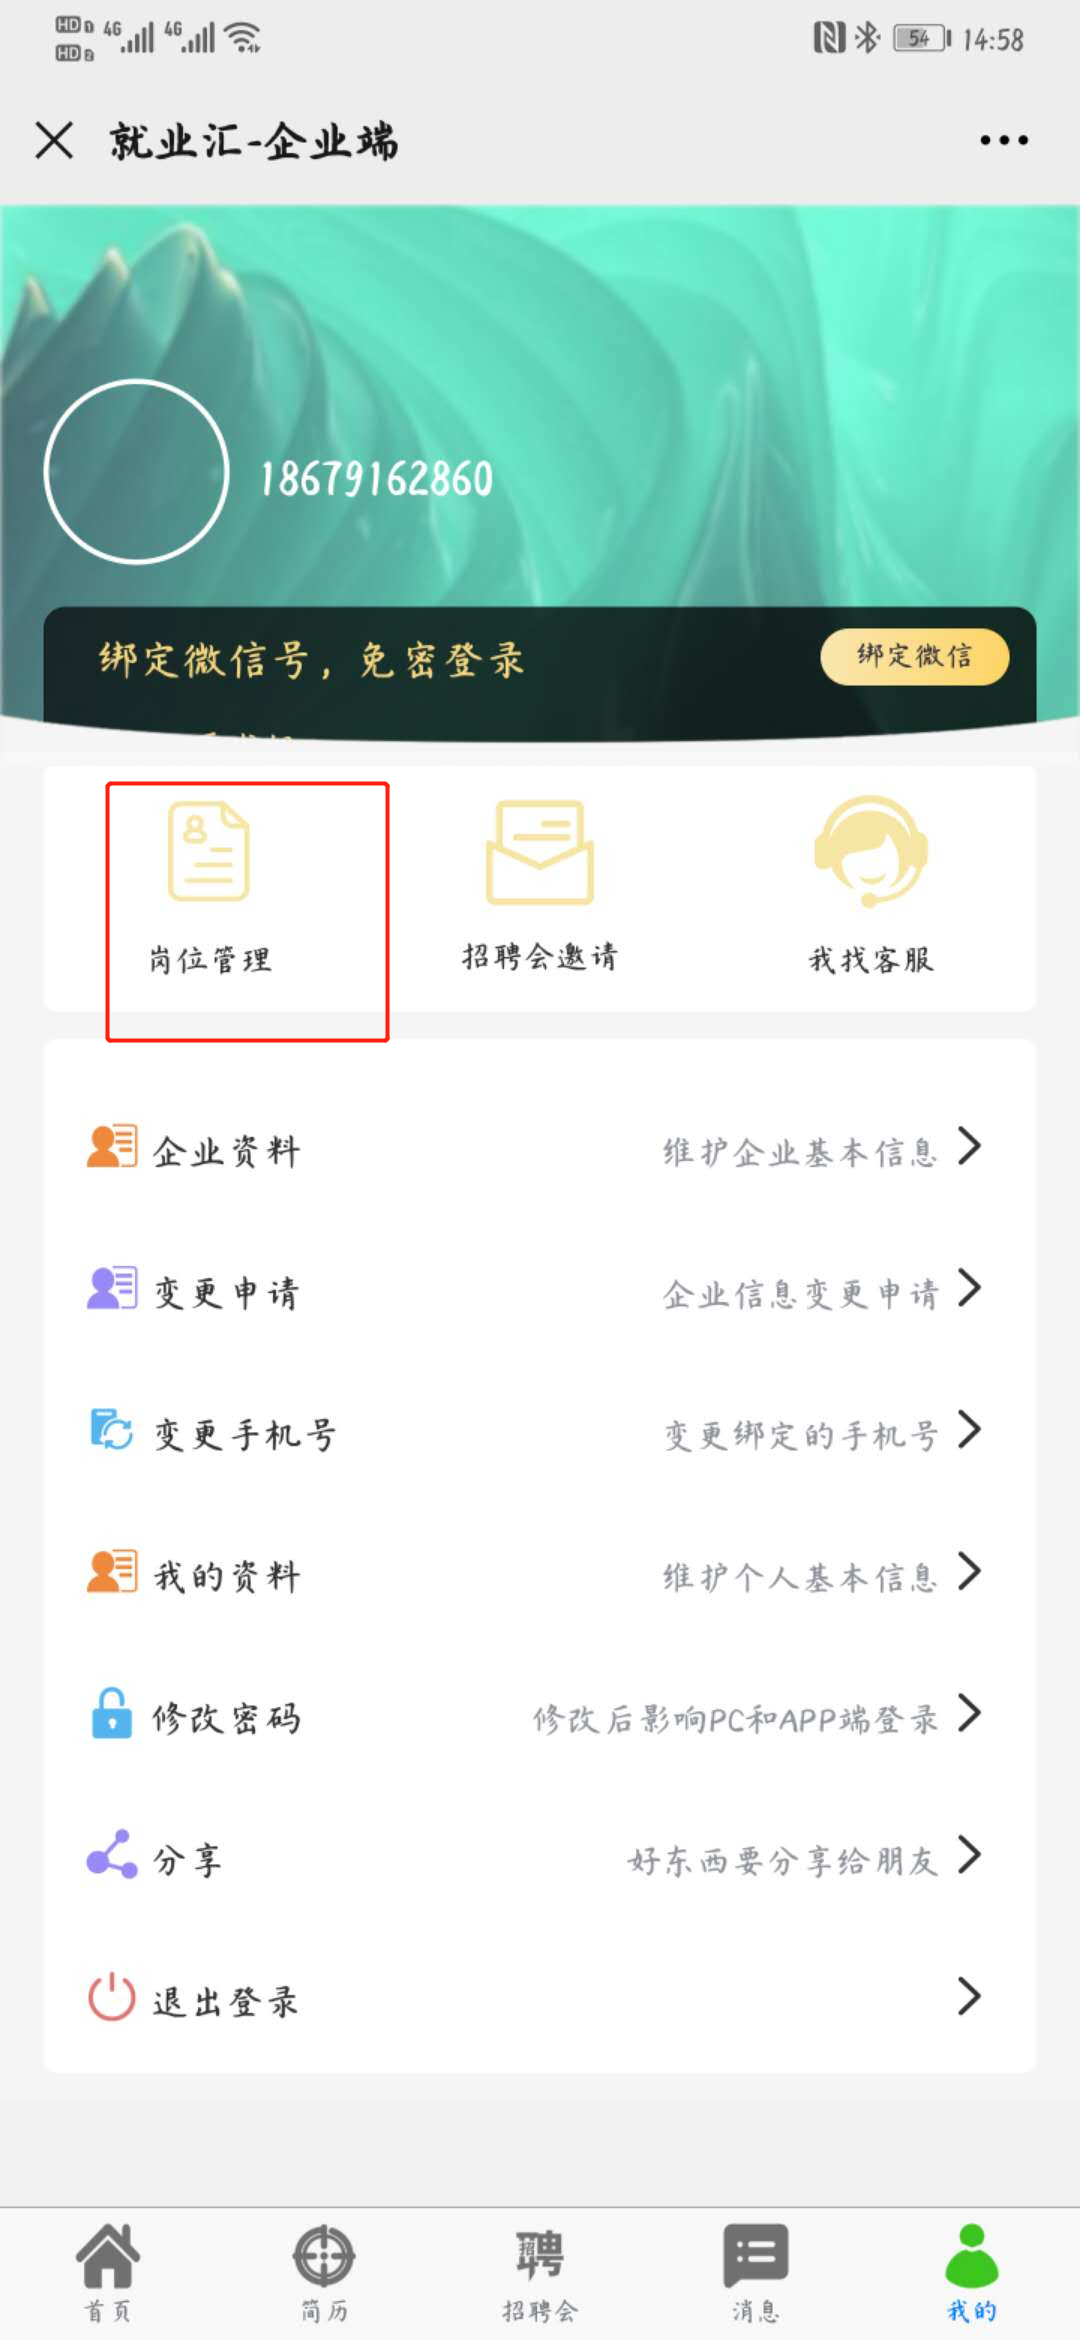 HD 1 4G 4G
HD 2
54 14:58
就业汇-企业端
18679162860
绑定微信号，免密登录
绑定微信
岗位管理
招聘会邀请
我找客服
企业资料 维护企业基本信息
变更申请 企业信息变更申请
变更手机号 变更绑定的手机号
我的资料 维护个人基本信息
修改密码 修改后影响PC和APP端登录
分享 好东西要分享给朋友
退出登录
首页
简历
招聘
招聘会
消息
我的